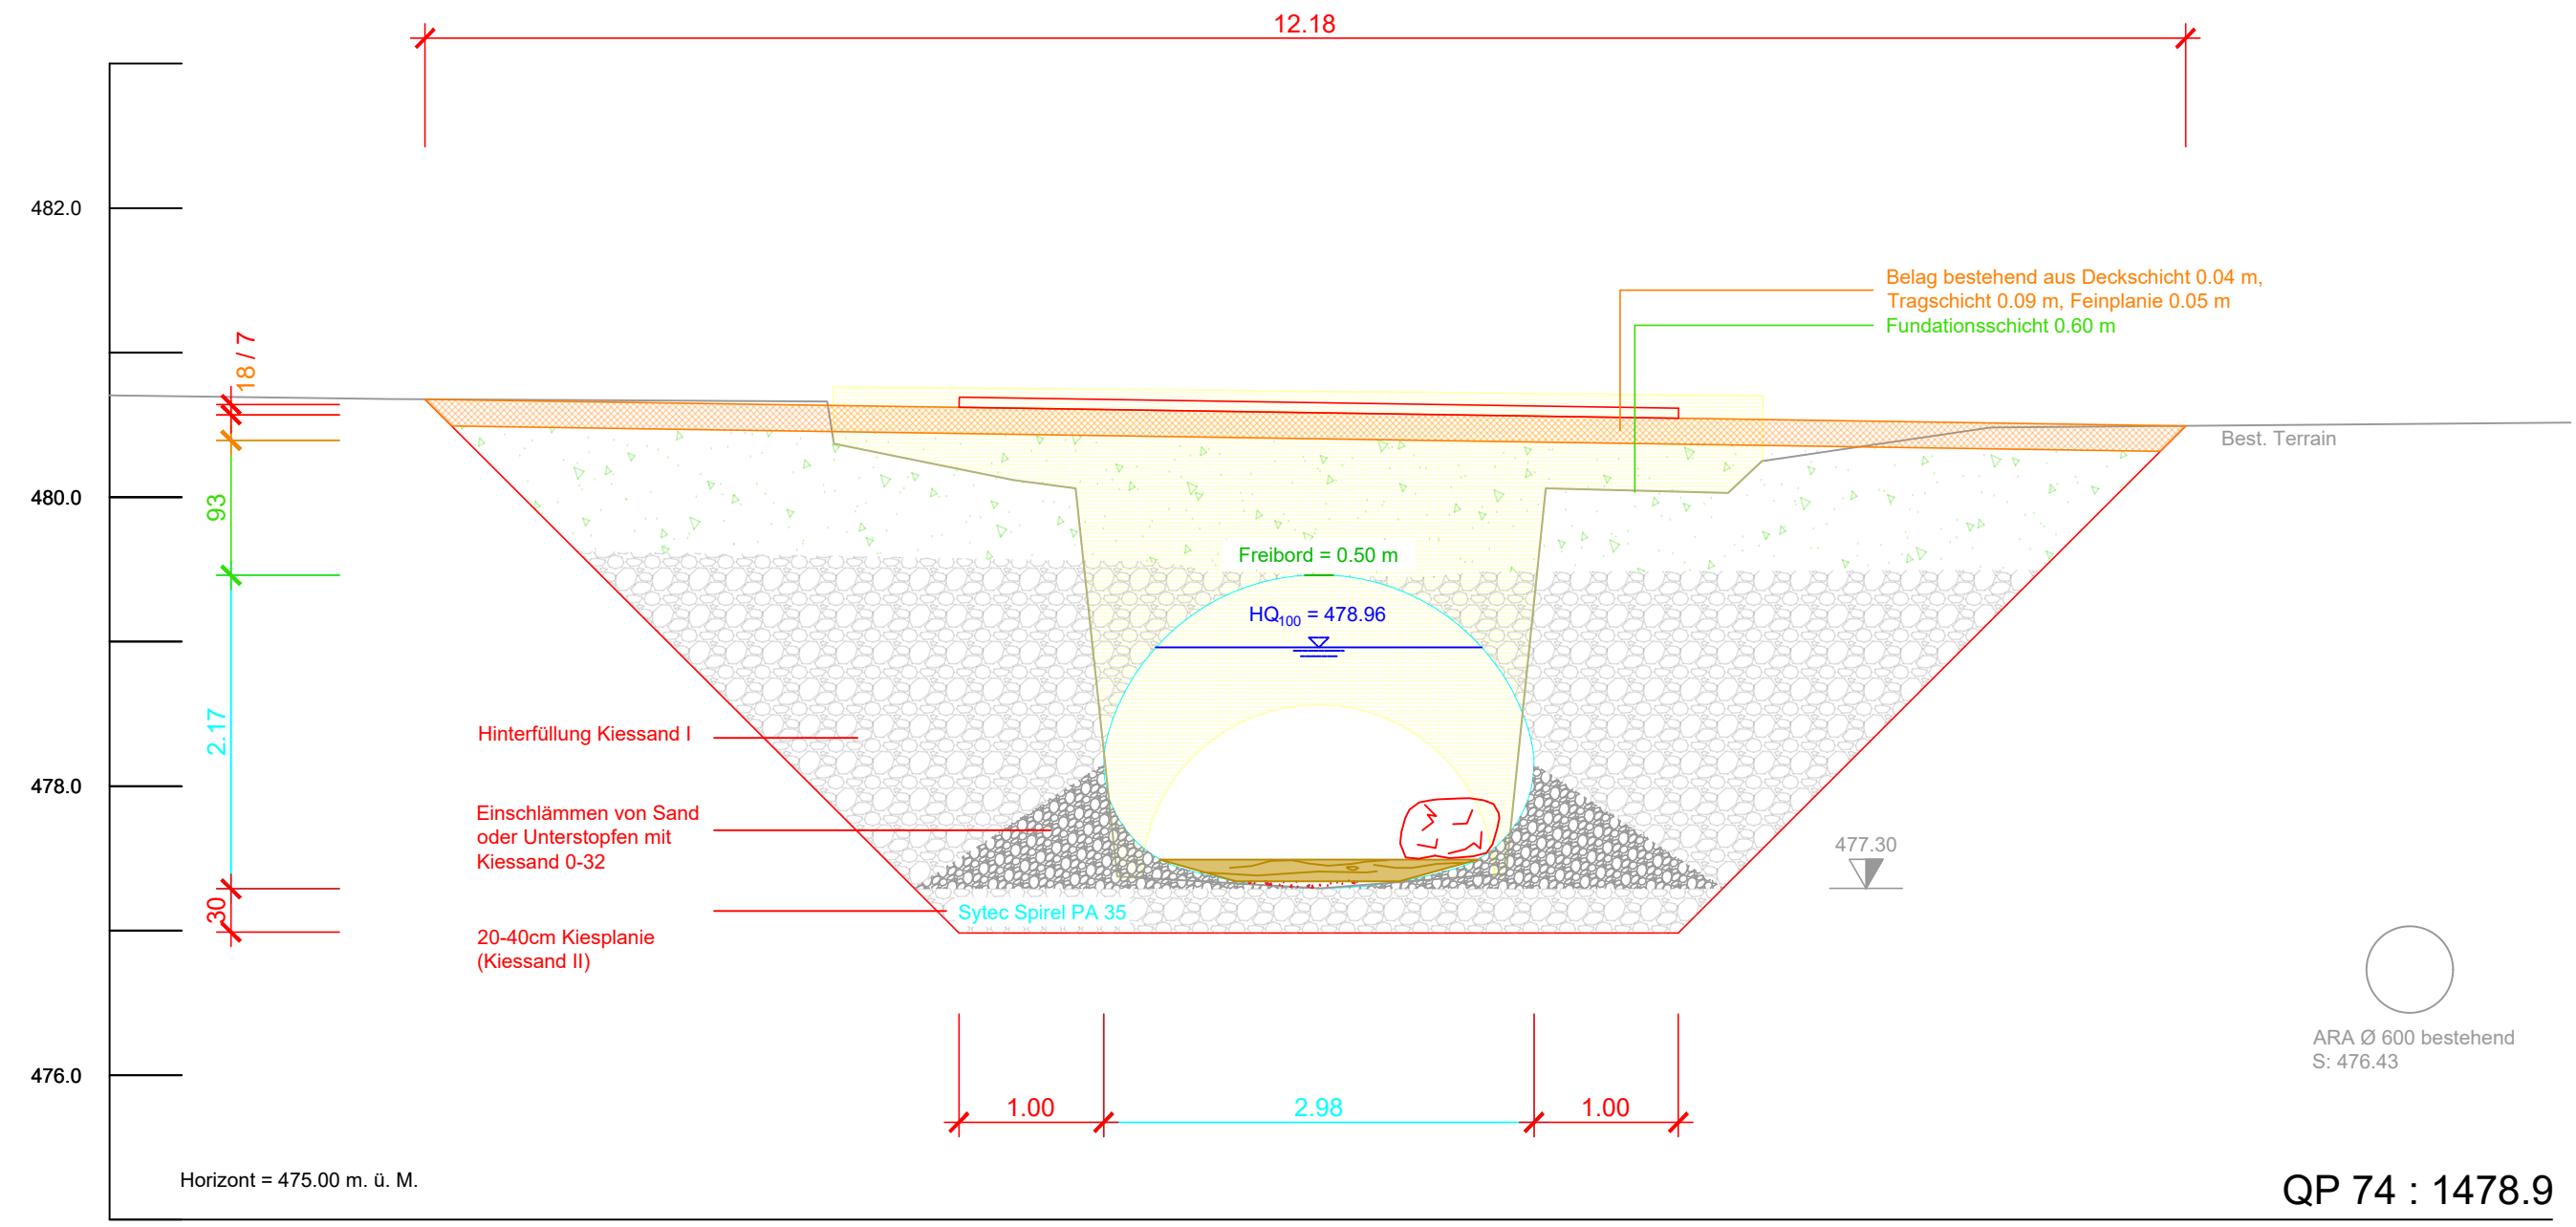 12.18
482.0
Belag bestehend aus Deckschicht 0.04 m,
Tragschicht 0.09 m, Feinplanie 0.05 m
Fundationsschicht 0.60 m
18 / 7
Best. Terrain
480.0
93
Freibord = 0.50 m
HQ100 = 478.96
2.17
Hinterfüllung Kiessand I
478.0
Einschlämmen von Sand
oder Unterstopfen mit
Kiessand 0-32
477.30
30
Sytec Spirel PA 35
20-40cm Kiesplanie
(Kiessand II)
ARA Ø 600 bestehend
S: 476.43
476.0
1.00
2.98
1.00
Horizont = 475.00 m. ü. M.
QP 74 : 1478.9